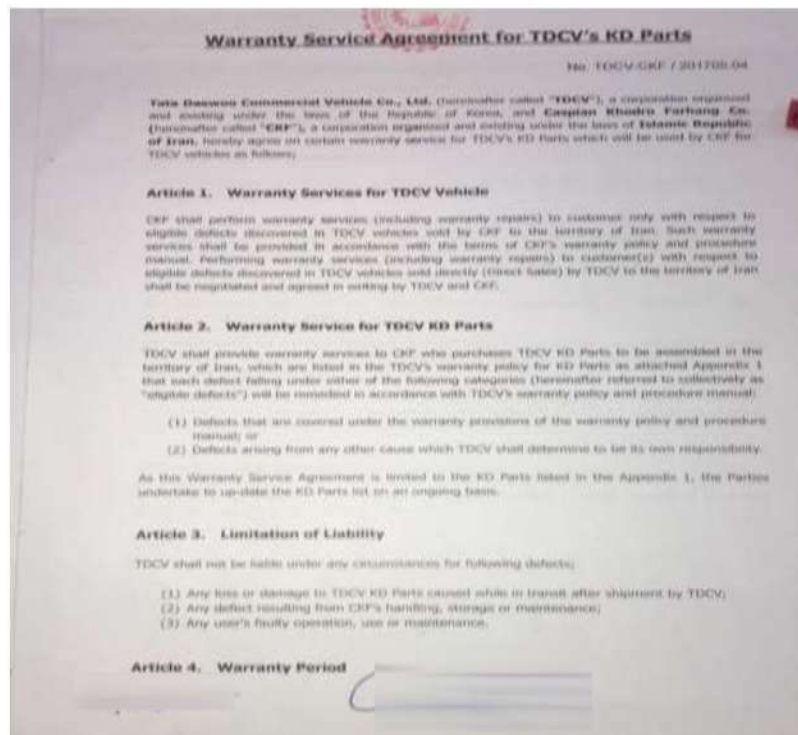 Warranty Service Agreement for TDCV's KD Parts
No. TDCV-CKF / 201705-04
Tata Daewoo Commercial Vehicle Co., Ltd. (hereinafter called "TDCV"), a corporation organized
and existing under the laws of the Republic of Korea, and Caspian Khodro Farhang Co.
(hereinafter called "CKF"), a corporation organized and existing under the laws of Islamic Republic
of Iran, hereby agree on certain warranty service for TDCV's KD Parts which will be used by CKF for
TDCV vehicles as follows;
Article 1. Warranty Services for TDCV Vehicle
CKF shall perform warranty services (including warranty repairs) to customer only with respect to
eligible defects discovered in TDCV vehicles sold by CKF to the territory of Iran. Such warranty
services shall be provided in accordance with the terms of CKF's warranty policy and procedure
manual. Performing warranty services (including warranty repairs) to customer(s) with respect to
eligible defects discovered in TDCV vehicles sold directly (Direct Sales) by TDCV to the territory of Iran
shall be negotiated and agreed in writing by TDCV and CKF.
Article 2. Warranty Service for TDCV KD Parts
TDCV shall provide warranty services to CKF who purchases TDCV KD Parts to be assembled in the
territory of Iran, which are listed in the TDCV's warranty policy for KD Parts as attached Appendix 1
that each defect falling under either of the following categories (hereinafter referred to collectively as
"eligible defects") will be remedied in accordance with TDCV's warranty policy and procedure manual;
(1) Defects that are covered under the warranty provisions of the warranty policy and procedure
manual; or
(2) Defects arising from any other cause which TDCV shall determine to be its own responsibility.
As this Warranty Service Agreement is limited to the KD Parts listed in the Appendix 1, the Parties
undertake to up-date the KD Parts list on an ongoing basis.
Article 3. Limitation of Liability
TDCV shall not be liable under any circumstances for following defects;
(1) Any loss or damage to TDCV KD Parts caused while in transit after shipment by TDCV;
(2) Any defect resulting from CKF's handling, storage or maintenance;
(3) Any user's faulty operation, use or maintenance.
Article 4. Warranty Period